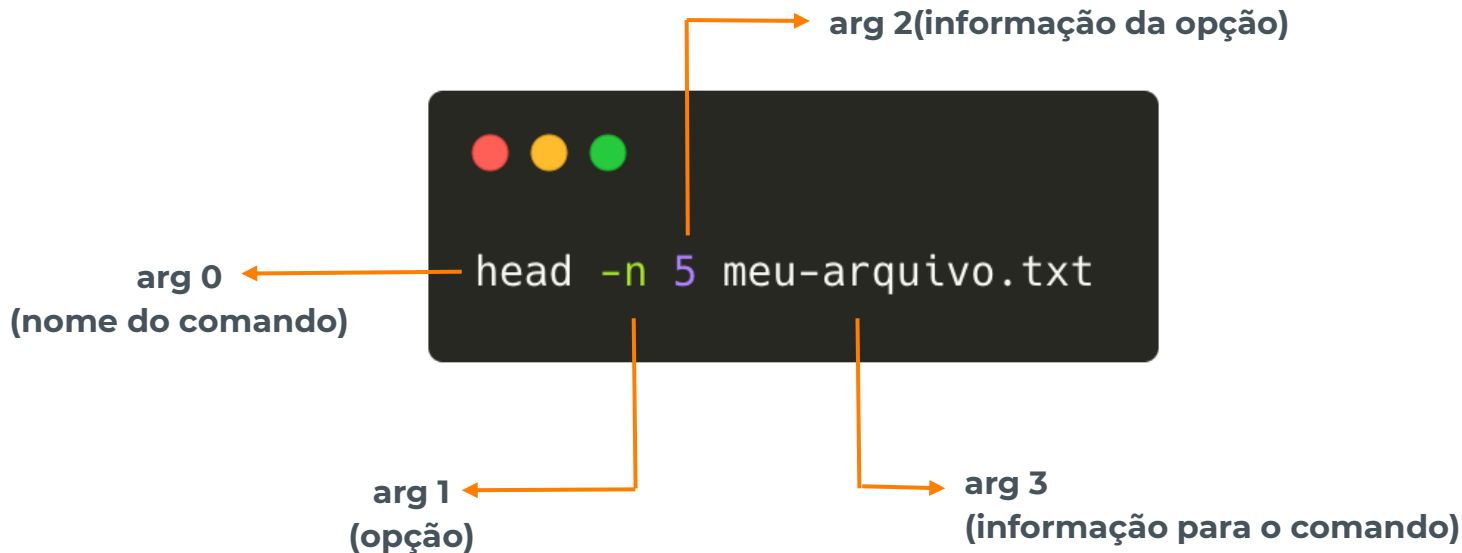 arg 2(informação da opção)
head -n 5 meu-arquivo.txt
arg 0
(nome do comando)
arg 1
(opção)
arg 3
(informação para o comando)